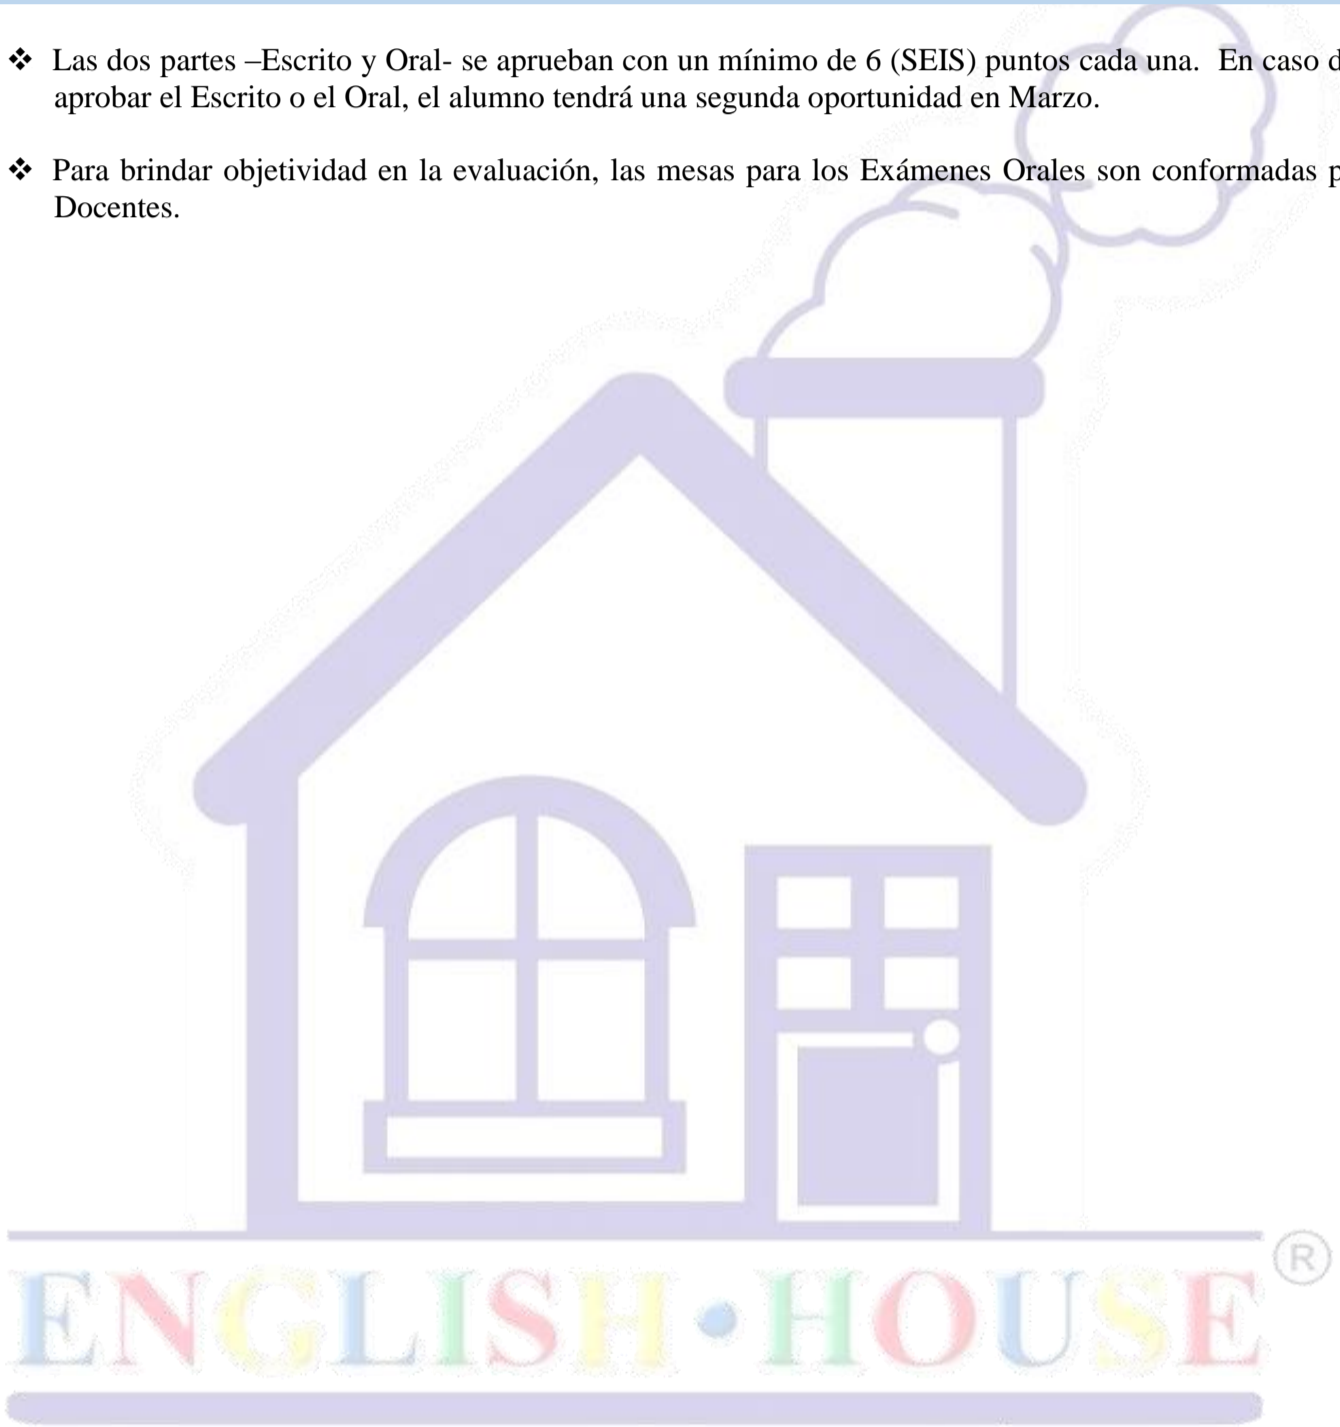 ❖ Las dos partes –Escrito y Oral- se aprueban con un mínimo de 6 (SEIS) puntos cada una. En caso
aprobar el Escrito o el Oral, el alumno tendrá una segunda oportunidad en Marzo.
❖ Para brindar objetividad en la evaluación, las mesas para los Exámenes Orales son conformadas
Docentes.
ENGLISH•HOUSE®